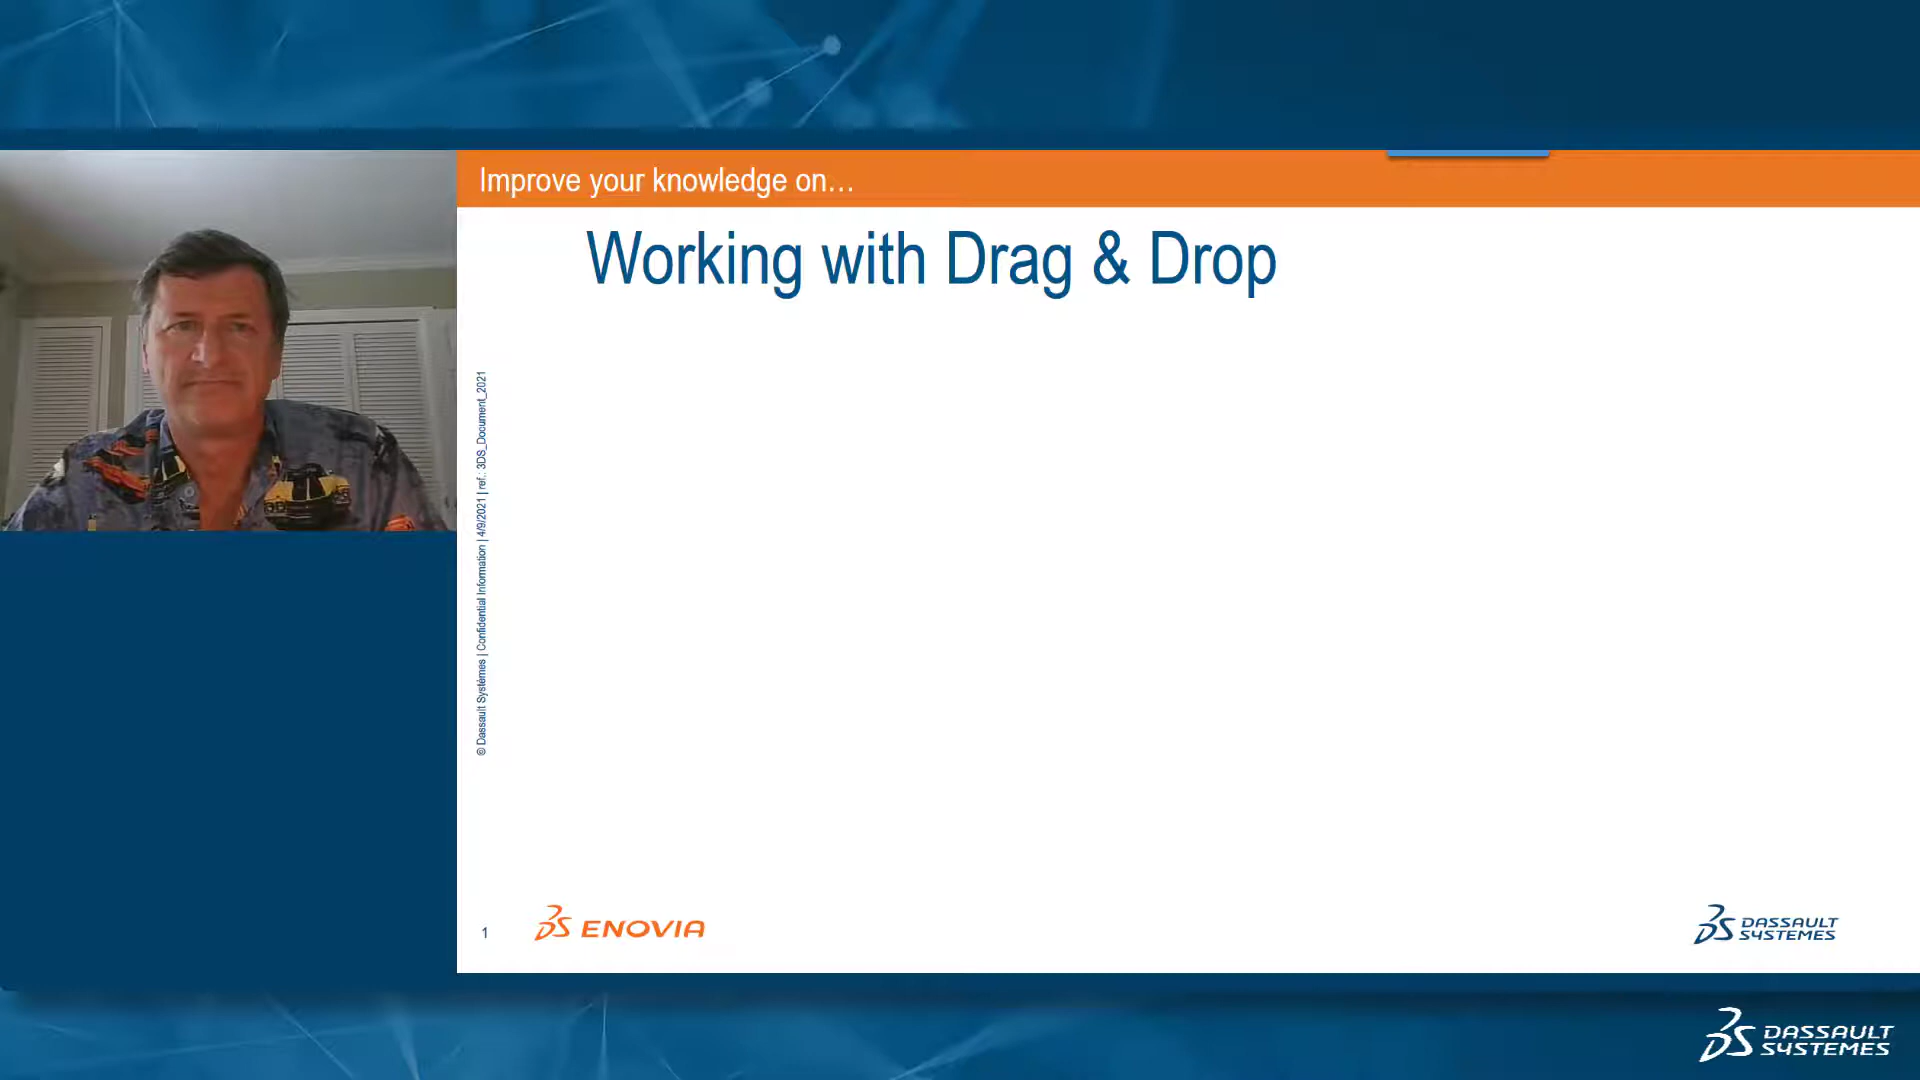 Improve your knowledge on...
Working with Drag & Drop
© Dassault Systèmes | Confidential Information | 4/9/2021 | ref.: 3DS_Document_2021
1
ENOVIA
DASSAULT
SYSTEMES
DASSAULT
SYSTEMES